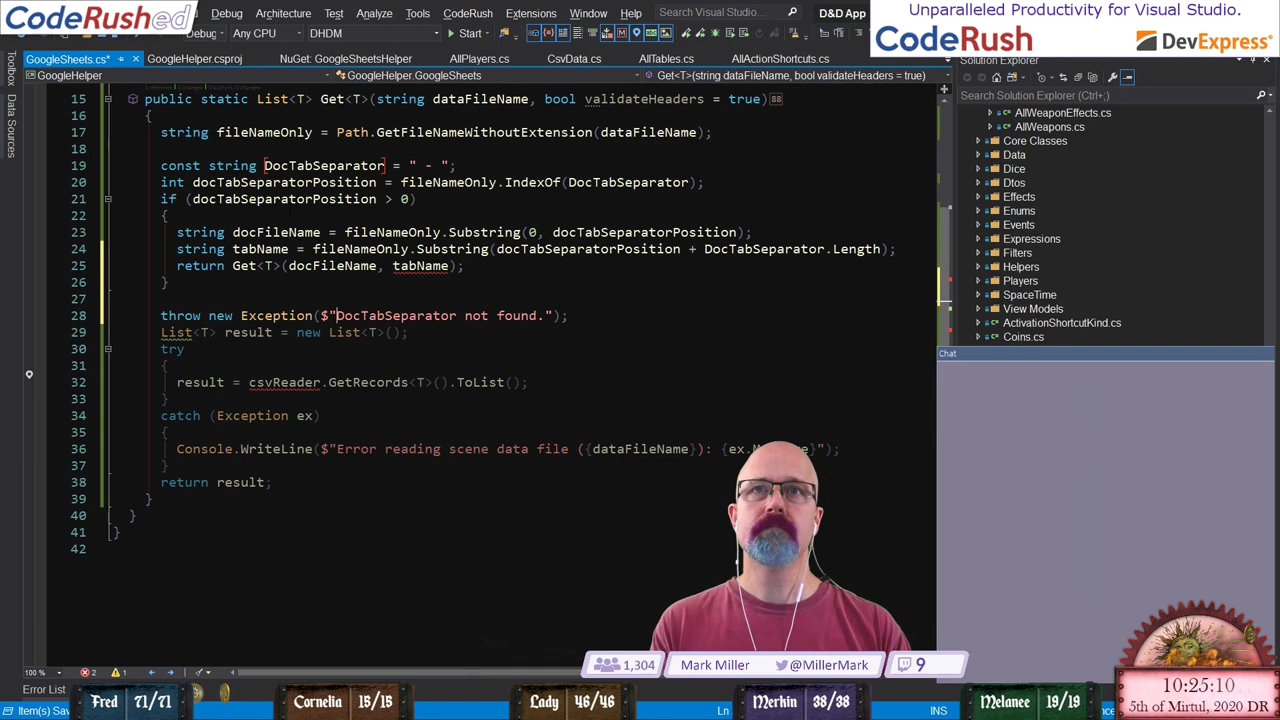 CodeRushed
Debug Architecture Test Analyze Tools CodeRush Extensions Window Help Search Visual Studio... D&D App
Any CPU DHDM Start
Unparalleled Productivity for Visual Studio.
CodeRush DevExpress
GoogleSheets.cs* GoogleHelper.csproj NuGet: GoogleSheetsHelper AllPlayers.cs CsvData.cs AllTables.cs AllActionShortcuts.cs
Solution Explorer
GoogleHelper GoogleHelper.GoogleSheets Get<T>(string dataFileName, bool validateHeaders = true)
Toolbox
Data Sources
Search Solution Explorer (Ctrl+;)
AllWeaponEffects.cs
AllWeapons.cs
Core Classes
Data
Dice
Dtos
Effects
Enums
Events
Expressions
Filters
Helpers
Players
SpaceTime
View Models
ActivationShortcutKind.cs
Coins.cs
15 public static List<T> Get<T>(string dataFileName, bool validateHeaders = true)
16 {
17 string fileNameOnly = Path.GetFileNameWithoutExtension(dataFileName);
18
19 const string DocTabSeparator = " - ";
20 int docTabSeparatorPosition = fileNameOnly.IndexOf(DocTabSeparator);
21 if (docTabSeparatorPosition > 0)
22 {
23 string docFileName = fileNameOnly.Substring(0, docTabSeparatorPosition);
24 string tabName = fileNameOnly.Substring(docTabSeparatorPosition + DocTabSeparator.Length);
25 return Get<T>(docFileName, tabName);
26 }
27
28 throw new Exception($"DocTabSeparator not found.");
29 List<T> result = new List<T>();
30 try
31 {
32 result = csvReader.GetRecords<T>().ToList();
33 }
34 catch (Exception ex)
35 {
36 Console.WriteLine($"Error reading scene data file ({dataFileName}): {ex.M
37 }
38 return result;
39 }
40 }
41 }
42
Chat
100 % 2 1
Error List
1,304 Mark Miller @MillerMark 9
Item(s) Sav Ln INS
Fred 71/71 Cornelia 15/15 Lady 46/46 Merkin 38/38 Melanee 19/19
10:25:10
5th of Mirtul, 2020 DR